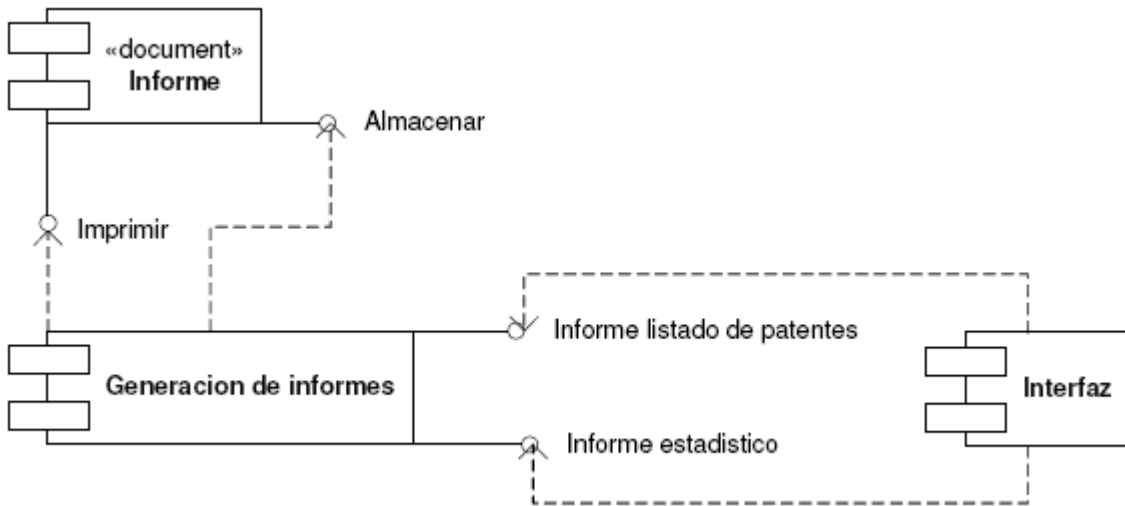 «document»
Informe
Almacenar
Imprimir
Informe listado de patentes
Generacion de informes
Interfaz
Informe estadistico